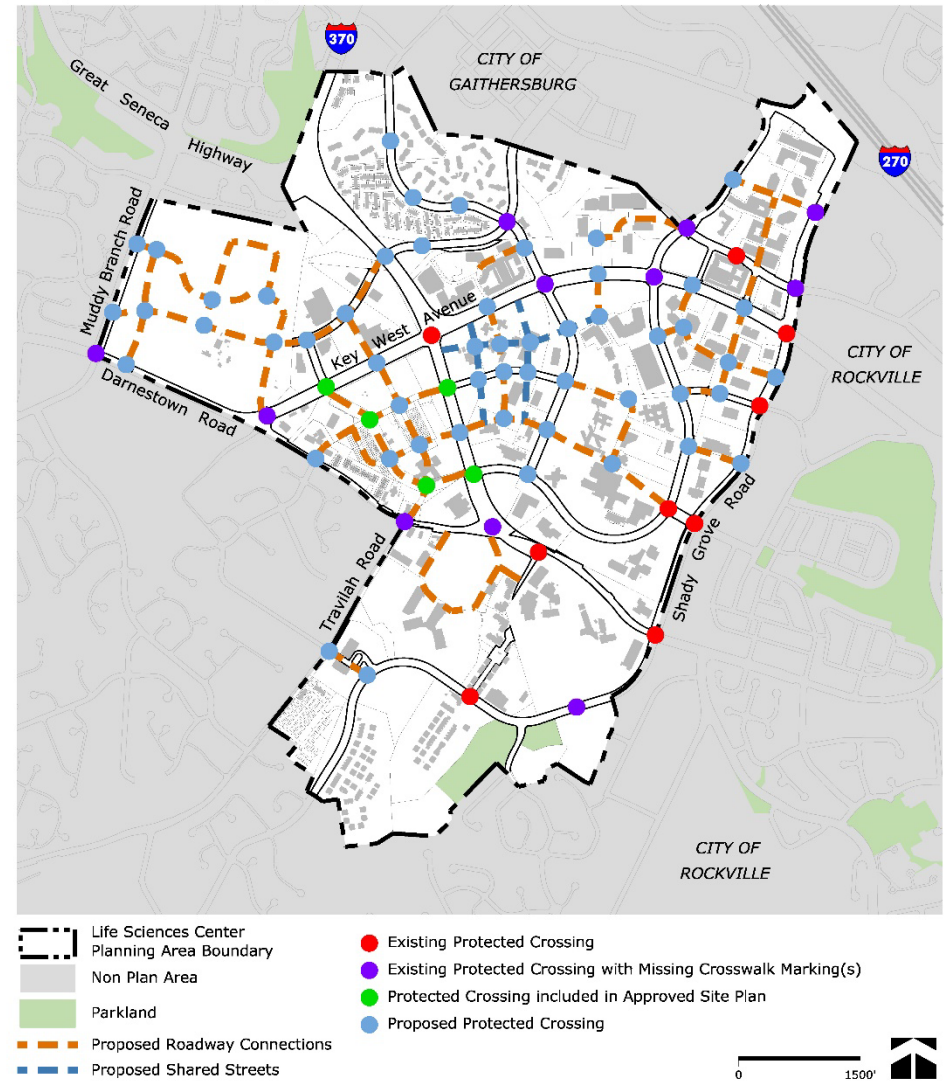 370
CITY OF
GAITHERSBURG
Great Seneca Highway
270
Muddy Branch Road
Key West Avenue
CITY OF
ROCKVILLE
Darnestown Road
Shady Grove Road
Travilah Road
CITY OF
ROCKVILLE
Life Sciences Center
Planning Area Boundary
Non Plan Area
Parkland
Proposed Roadway Connections
Proposed Shared Streets
Existing Protected Crossing
Existing Protected Crossing with Missing Crosswalk Marking(s)
Protected Crossing included in Approved Site Plan
Proposed Protected Crossing
0 1500'